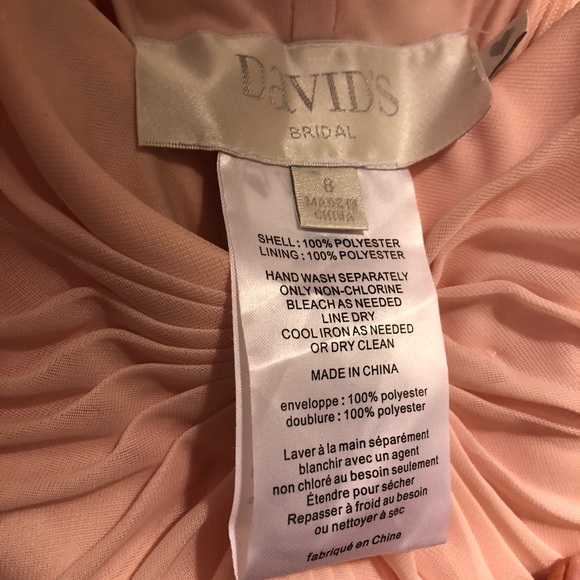 DaVID'S
BRIDAL
8
MADE IN
CHINA
SHELL : 100% POLYESTER
LINING : 100% POLYESTER
HAND WASH SEPARATELY
ONLY NON-CHLORINE
BLEACH AS NEEDED
LINE DRY
COOL IRON AS NEEDED
OR DRY CLEAN
MADE IN CHINA
enveloppe : 100% polyester
doublure : 100% polyester
Laver à la main séparément
blanchir avec un agent
non chloré au besoin seulement
Étendre pour sécher
Repasser à froid au besoin
ou nettoyer à sec
fabriqué en Chine